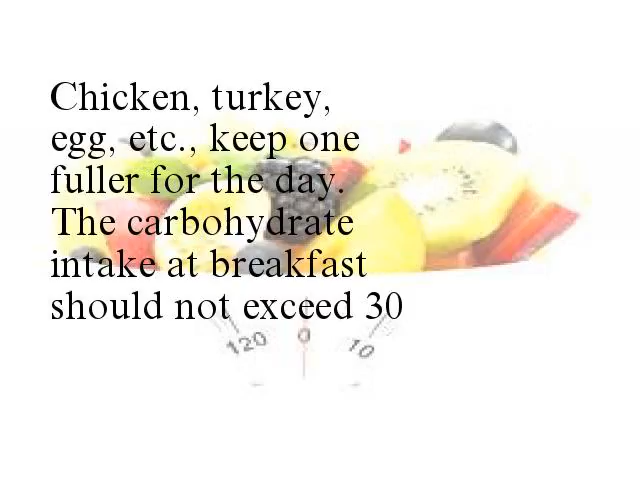 Chicken, turkey,
egg, etc., keep one
fuller for the day.
The carbohydrate
intake at breakfast
should not exceed 30
120 0 10